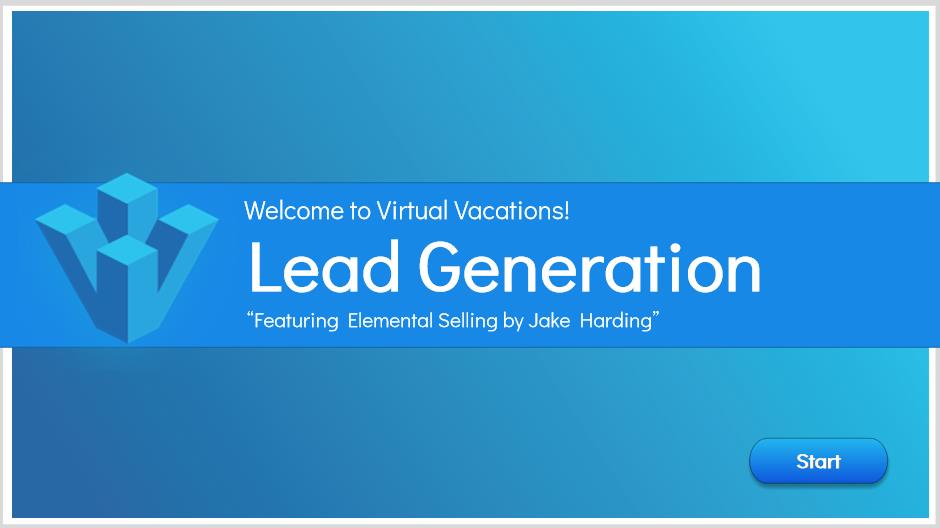 Welcome to Virtual Vacations!
Lead Generation
“Featuring Elemental Selling by Jake Harding”
Start